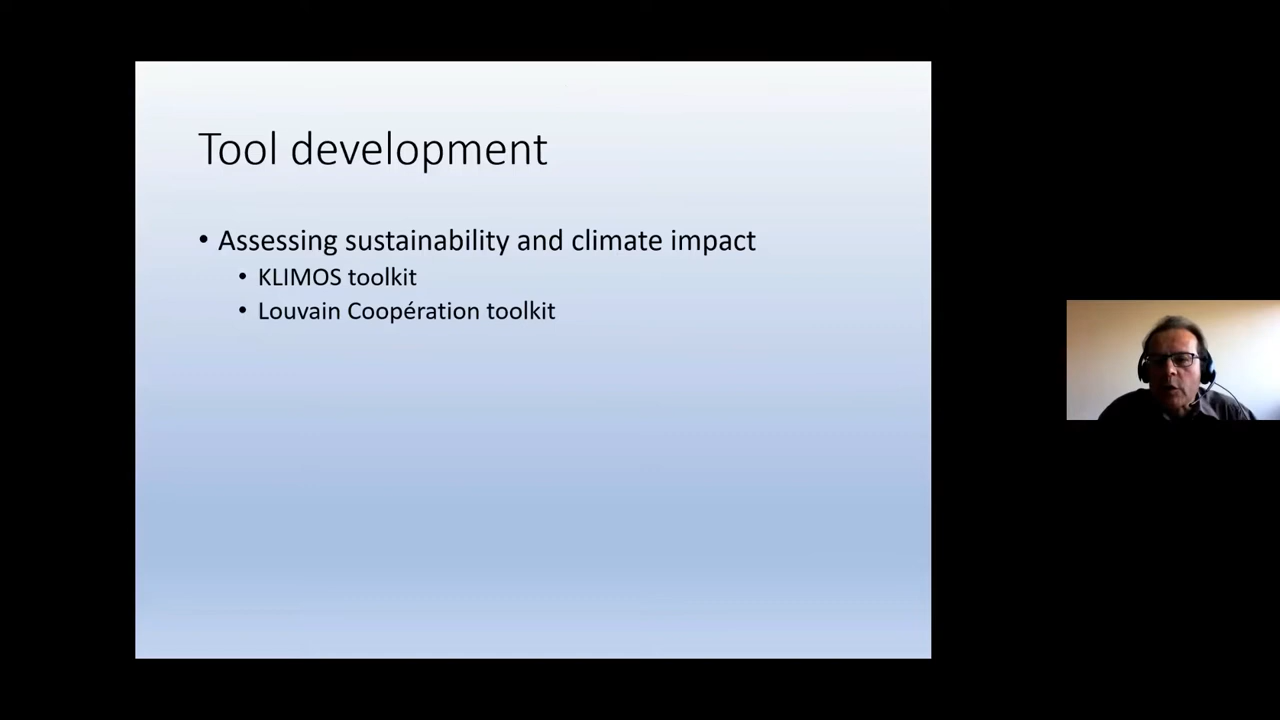 Tool development
• Assessing sustainability and climate impact
• KLIMOS toolkit
• Louvain Coopération toolkit